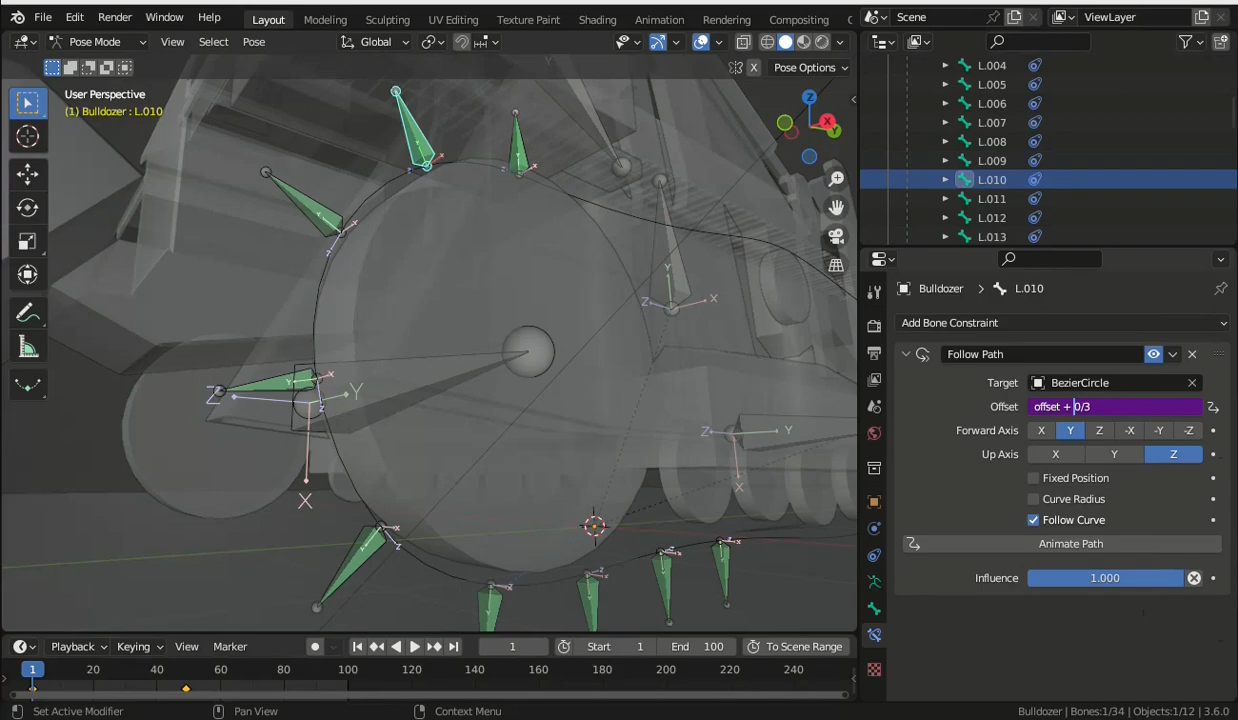 File Edit Render Window Help Layout Modeling Sculpting UV Editing Texture Paint Shading Animation Rendering Compositing Scene ViewLayer
Pose Mode View Select Pose Global
X Pose Options
User Perspective
(1) Bulldozer : L.010
L.004
L.005
L.006
L.007
L.008
L.009
L.010
L.011
L.012
L.013
Bulldozer L.010
Add Bone Constraint
Follow Path
Target BezierCircle
Offset offset + 0/3
Forward Axis X Y Z -X -Y -Z
Up Axis X Y Z
Fixed Position
Curve Radius
Follow Curve
Animate Path
Influence 1.000
Playback Keying View Marker 1 Start 1 End 100 To Scene Range
1 20 40 60 80 100 120 140 160 180 200 220 240
Set Active Modifier Pan View Context Menu Bulldozer | Bones:1/34 | Objects:1/12 | 3.6.0